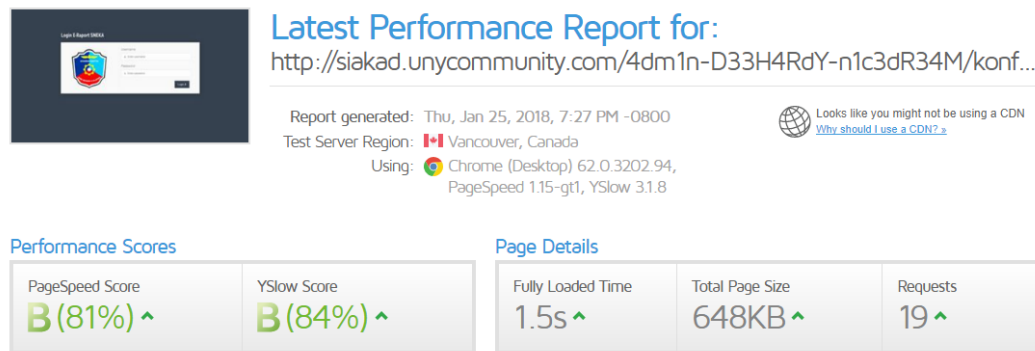 Login E-Raport SMEKA
Latest Performance Report for:
http://siakad.unycommunity.com/4dm1n-D33H4RdY-n1c3dR34M/konf...
Report generated: Thu, Jan 25, 2018, 7:27 PM -0800
Test Server Region: Vancouver, Canada
Using: Chrome (Desktop) 62.0.3202.94,
PageSpeed 1.15-gt1, YSlow 3.1.8
Looks like you might not be using a CDN
Why should I use a CDN? »
Performance Scores
PageSpeed Score
B (81%)
YSlow Score
B (84%)
Page Details
Fully Loaded Time
1.5s
Total Page Size
648KB
Requests
19